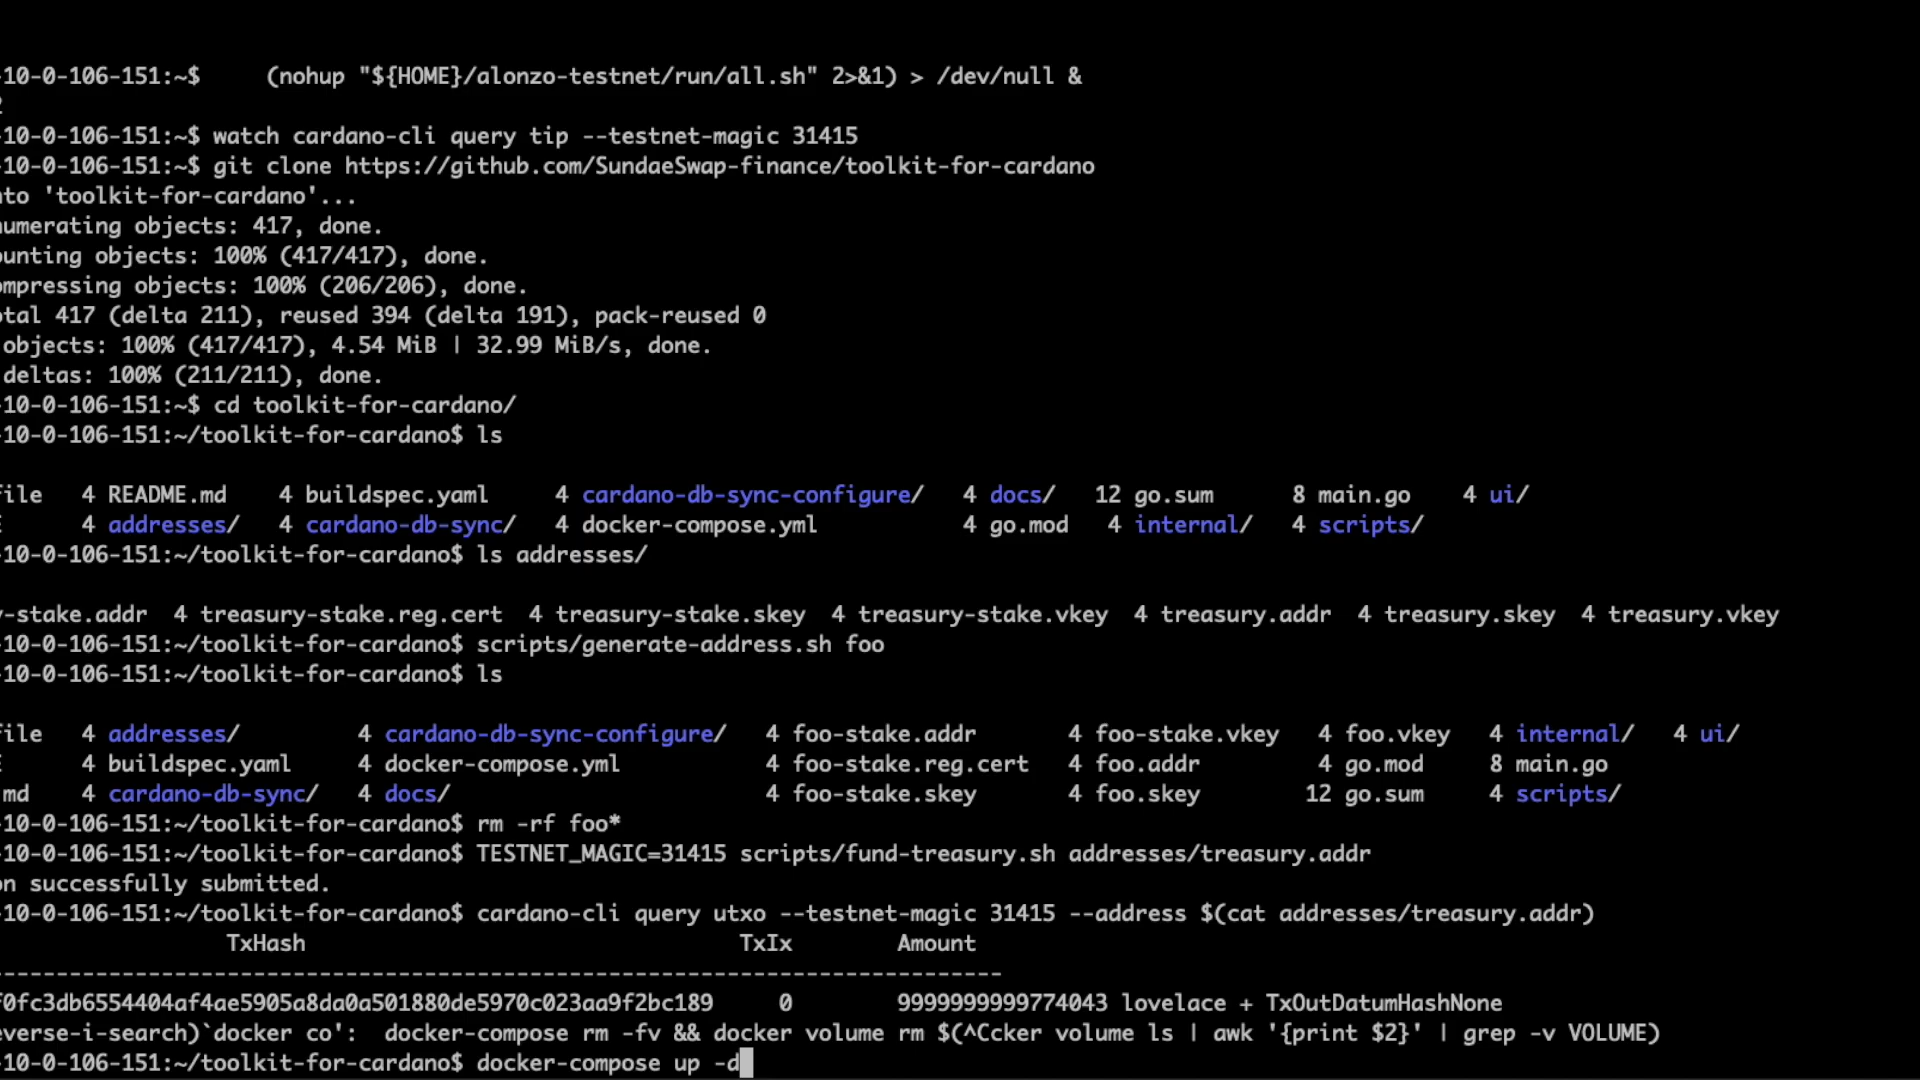 -10-0-106-151:~$     (nohup "${HOME}/alonzo-testnet/run/all.sh" 2>&1) > /dev/null &
2
-10-0-106-151:~$ watch cardano-cli query tip --testnet-magic 31415
-10-0-106-151:~$ git clone https://github.com/SundaeSwap-finance/toolkit-for-cardano
nto 'toolkit-for-cardano'...
numerating objects: 417, done.
ounting objects: 100% (417/417), done.
ompressing objects: 100% (206/206), done.
otal 417 (delta 211), reused 394 (delta 191), pack-reused 0
objects: 100% (417/417), 4.54 MiB | 32.99 MiB/s, done.
deltas: 100% (211/211), done.
-10-0-106-151:~$ cd toolkit-for-cardano/
-10-0-106-151:~/toolkit-for-cardano$ ls
file   4 README.md    4 buildspec.yaml     4 cardano-db-sync-configure/   4 docs/   12 go.sum      8 main.go    4 ui/
E      4 addresses/   4 cardano-db-sync/   4 docker-compose.yml           4 go.mod   4 internal/   4 scripts/
-10-0-106-151:~/toolkit-for-cardano$ ls addresses/
y-stake.addr  4 treasury-stake.reg.cert  4 treasury-stake.skey  4 treasury-stake.vkey  4 treasury.addr  4 treasury.skey  4 treasury.vkey
-10-0-106-151:~/toolkit-for-cardano$ scripts/generate-address.sh foo
-10-0-106-151:~/toolkit-for-cardano$ ls
file   4 addresses/         4 cardano-db-sync-configure/   4 foo-stake.addr       4 foo-stake.vkey   4 foo.vkey   4 internal/   4 ui/
E      4 buildspec.yaml     4 docker-compose.yml           4 foo-stake.reg.cert   4 foo.addr         4 go.mod     8 main.go
md     4 cardano-db-sync/   4 docs/                        4 foo-stake.skey       4 foo.skey        12 go.sum     4 scripts/
-10-0-106-151:~/toolkit-for-cardano$ rm -rf foo*
-10-0-106-151:~/toolkit-for-cardano$ TESTNET_MAGIC=31415 scripts/fund-treasury.sh addresses/treasury.addr
on successfully submitted.
-10-0-106-151:~/toolkit-for-cardano$ cardano-cli query utxo --testnet-magic 31415 --address $(cat addresses/treasury.addr)
TxHash                                 TxIx        Amount
----------------------------------------------------------------------------
f0fc3db6554404af4ae5905a8da0a501880de5970c023aa9f2bc189     0        9999999999774043 lovelace + TxOutDatumHashNone
everse-i-search)`docker co':  docker-compose rm -fv && docker volume rm $(^Ccker volume ls | awk '{print $2}' | grep -v VOLUME)
-10-0-106-151:~/toolkit-for-cardano$ docker-compose up -d